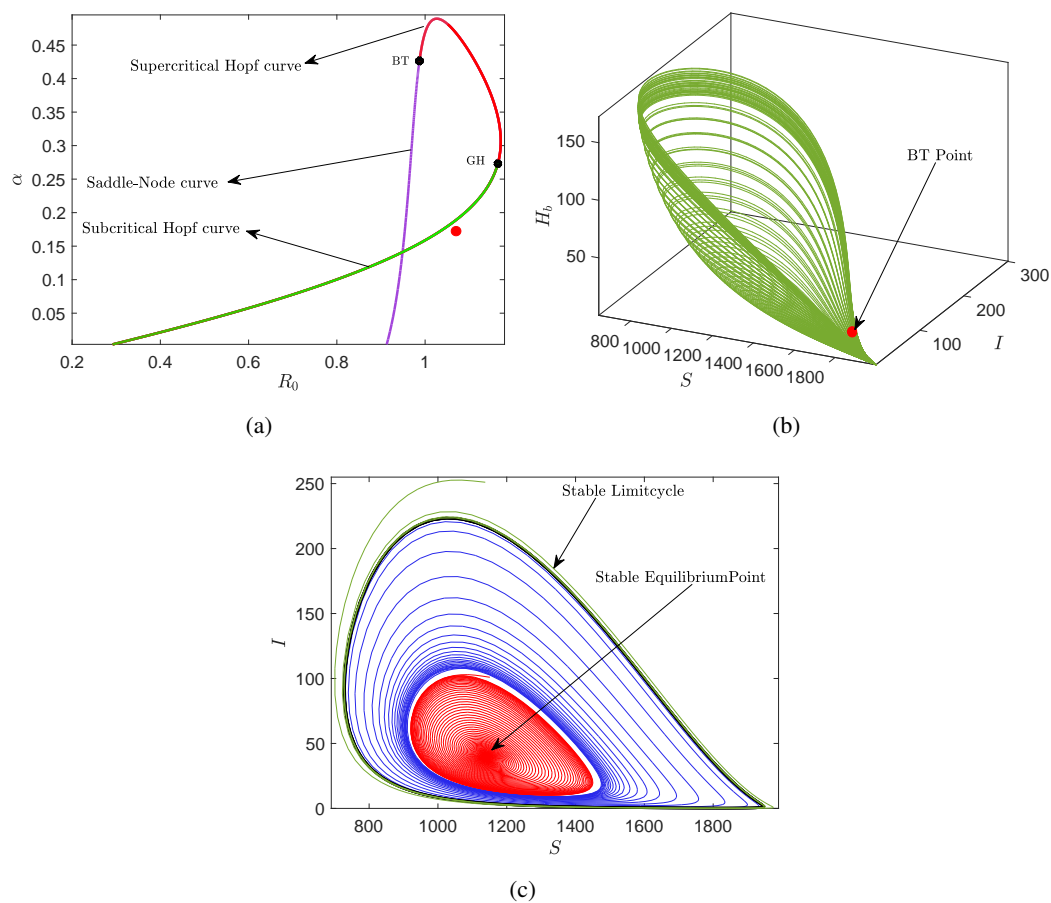 0.45
0.4
0.35
0.3
0.25
0.2
0.15
0.1
0.05
α
0.2
0.4
0.6
0.8
1
R₀
Supercritical Hopf curve
BT
GH
Saddle-Node curve
Subcritical Hopf curve
(a)
150
100
50
H_b
800
1000
1200
1400
1600
1800
S
100
200
300
I
BT Point
(b)
250
200
150
100
50
0
I
800
1000
1200
1400
1600
1800
S
Stable Limitcycle
Stable EquilibriumPoint
(c)